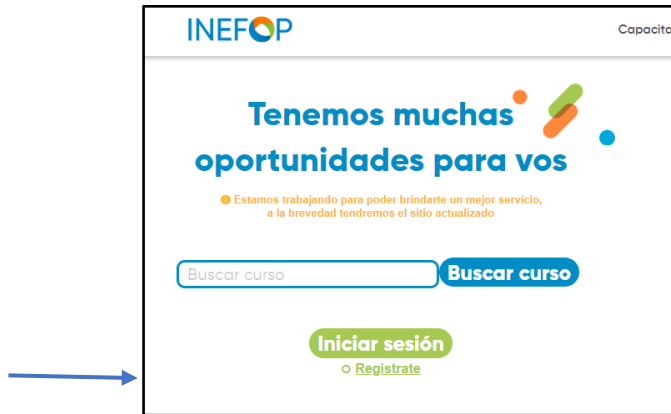 INEFOP
Capacita
Tenemos muchas
oportunidades para vos
Estamos trabajando para poder brindarte un mejor servicio,
a la brevedad tendremos el sitio actualizado
Buscar curso Buscar curso
Iniciar sesión
o Registrate